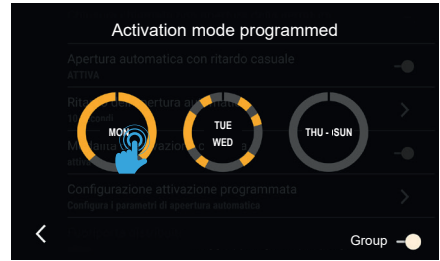 Activation mode programmed
Apertura automatica con ritardo casuale
ATTIVA
MON
TUE
WED
THU - SUN
Configurazione attivazione programmata
Configura i parametri di apcertura automatica
Group